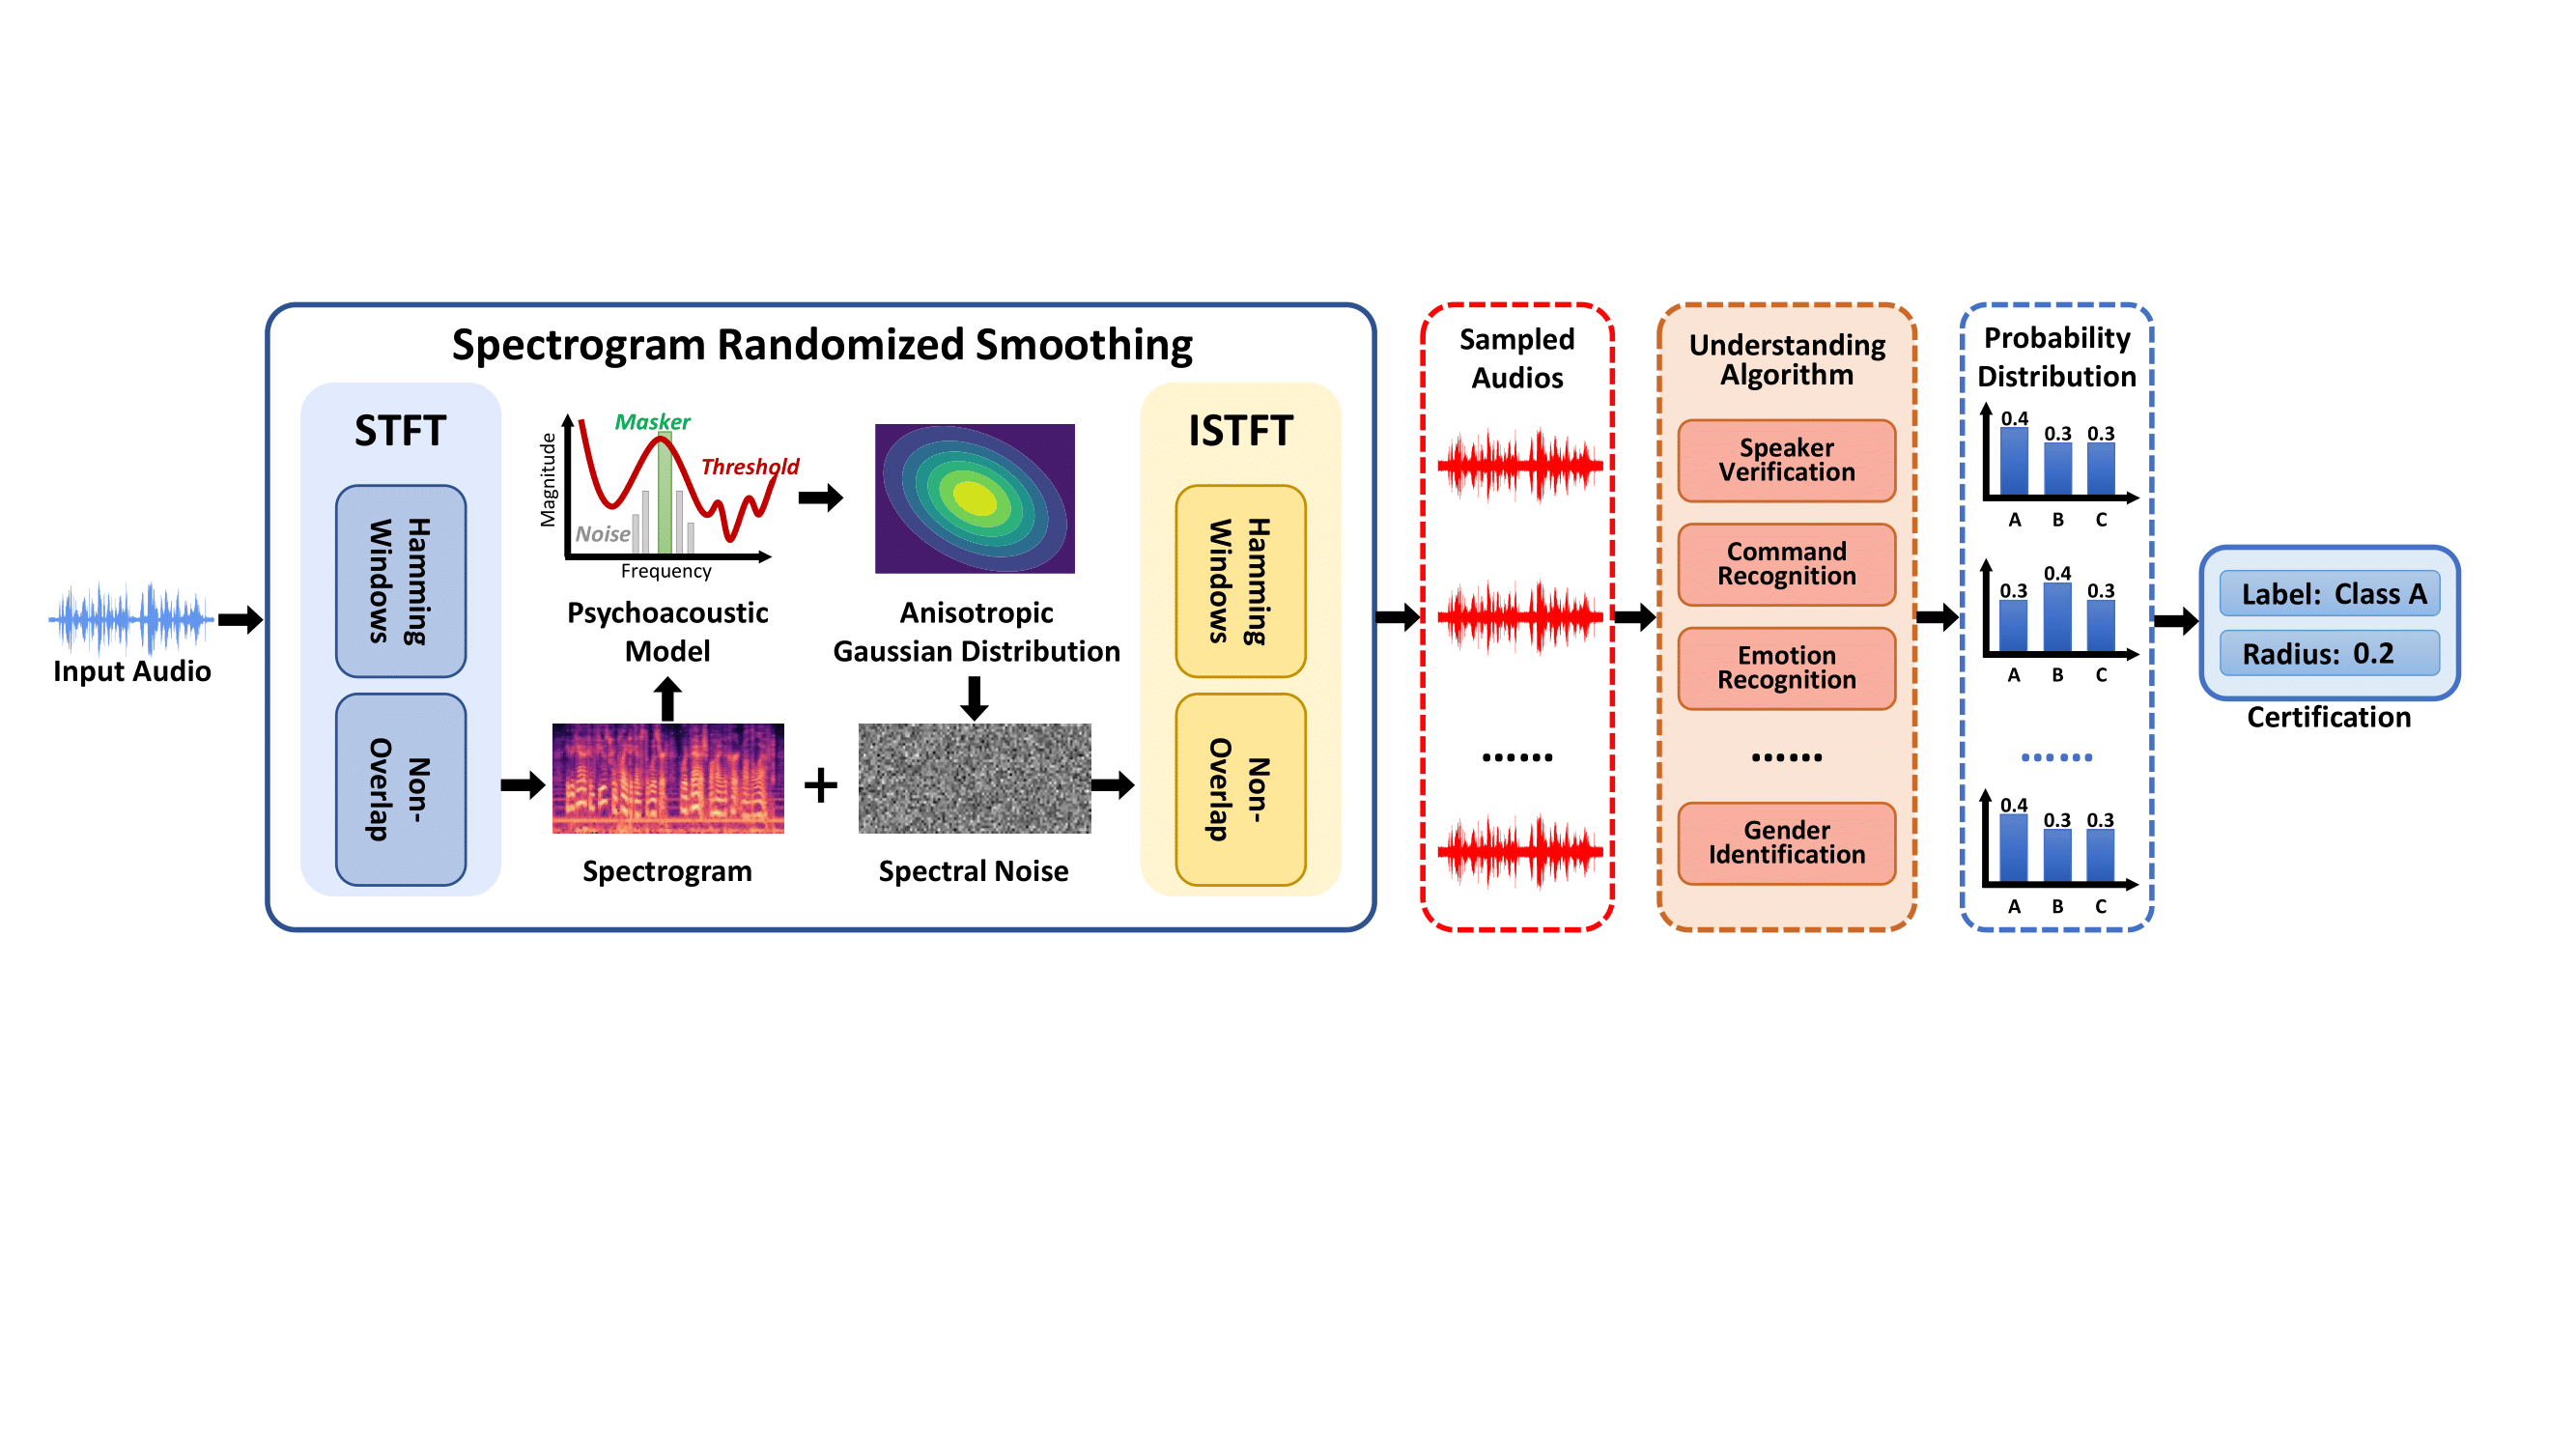 Input Audio
Spectrogram Randomized Smoothing
STFT
Hamming
Windows
Non-
Overlap
Magnitude
Masker
Threshold
Noise
Frequency
Psychoacoustic
Model
Anisotropic
Gaussian Distribution
Spectrogram
+
Spectral Noise
ISTFT
Hamming
Windows
Non-
Overlap
Sampled
Audios
......
Understanding
Algorithm
Speaker
Verification
Command
Recognition
Emotion
Recognition
......
Gender
Identification
Probability
Distribution
0.4 0.3 0.3
A B C
0.3 0.4 0.3
A B C
......
0.4 0.3 0.3
A B C
Label: Class A
Radius: 0.2
Certification